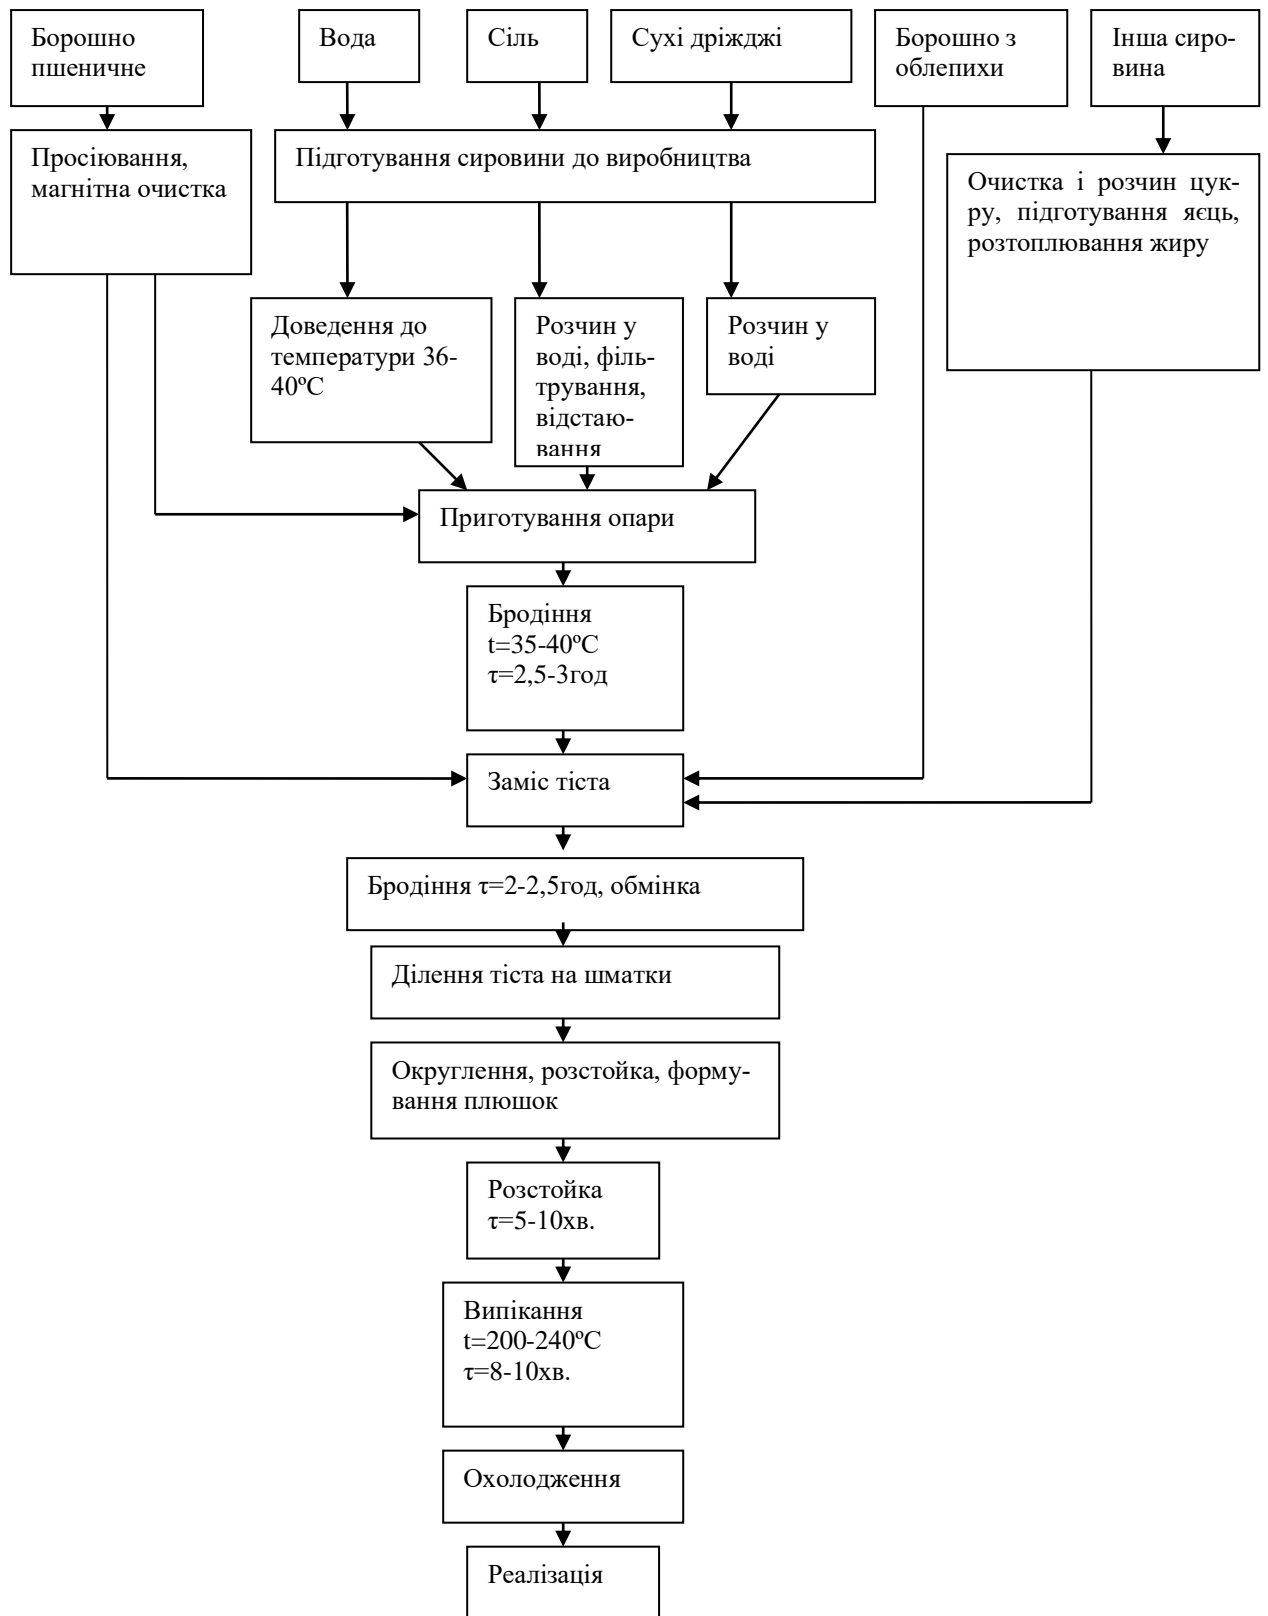 Борошно
пшеничне
Вода
Сіль
Сухі дріжджі
Борошно з
облепихи
Інша сиро-
вина
Просіювання,
магнітна очистка
Підготування сировини до виробництва
Очистка і розчин цук-
ру, підготування яєць,
розтоплювання жиру
Доведення до
температури 36-
40ºС
Розчин у
воді, філь-
трування,
відстаю-
вання
Розчин у
воді
Приготування опари
Бродіння
t=35-40ºС
τ=2,5-3год
Заміс тіста
Бродіння τ=2-2,5год, обмінка
Ділення тіста на шматки
Округлення, розстойка, форму-
вання плюшок
Розстойка
τ=5-10хв.
Випікання
t=200-240ºС
τ=8-10хв.
Охолодження
Реалізація